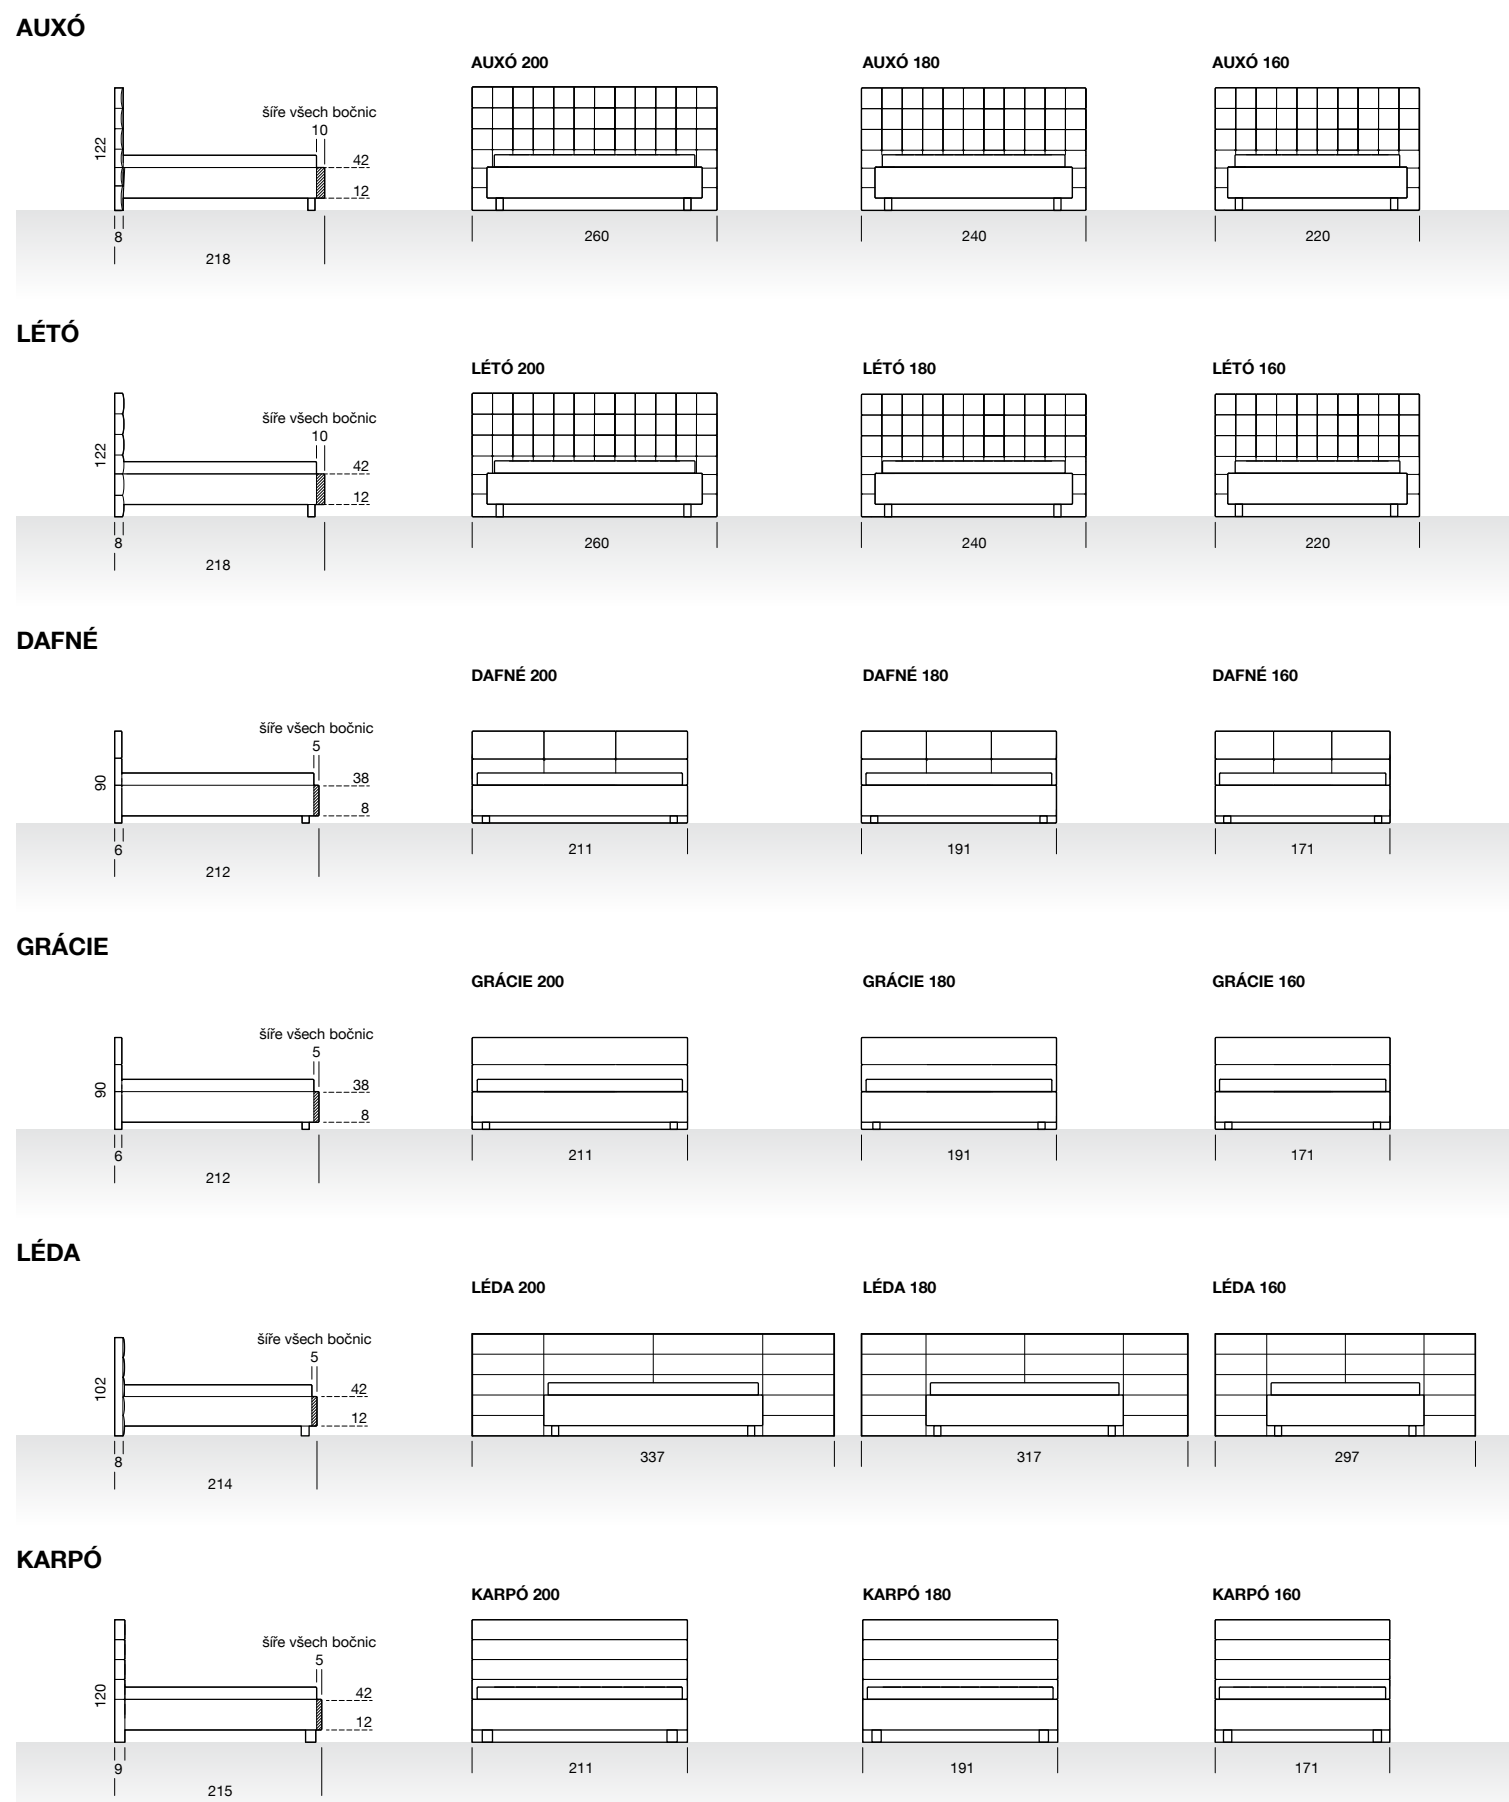 AUXÓ
AUXÓ 200 AUXÓ 180 AUXÓ 160
šíře všech bočnic
10
122
42
12
8 260 240 220
218
LÉTÓ
LÉTÓ 200 LÉTÓ 180 LÉTÓ 160
šíře všech bočnic
10
122
42
12
8 260 240 220
218
DAFNÉ
DAFNÉ 200 DAFNÉ 180 DAFNÉ 160
šíře všech bočnic
5
90
38
8
6 211 191 171
212
GRÁCIE
GRÁCIE 200 GRÁCIE 180 GRÁCIE 160
šíře všech bočnic
5
90
38
8
6 211 191 171
212
LÉDA
LÉDA 200 LÉDA 180 LÉDA 160
šíře všech bočnic
5
102
42
12
8 337 317 297
214
KARPÓ
KARPÓ 200 KARPÓ 180 KARPÓ 160
šíře všech bočnic
5
120
42
12
9 211 191 171
215